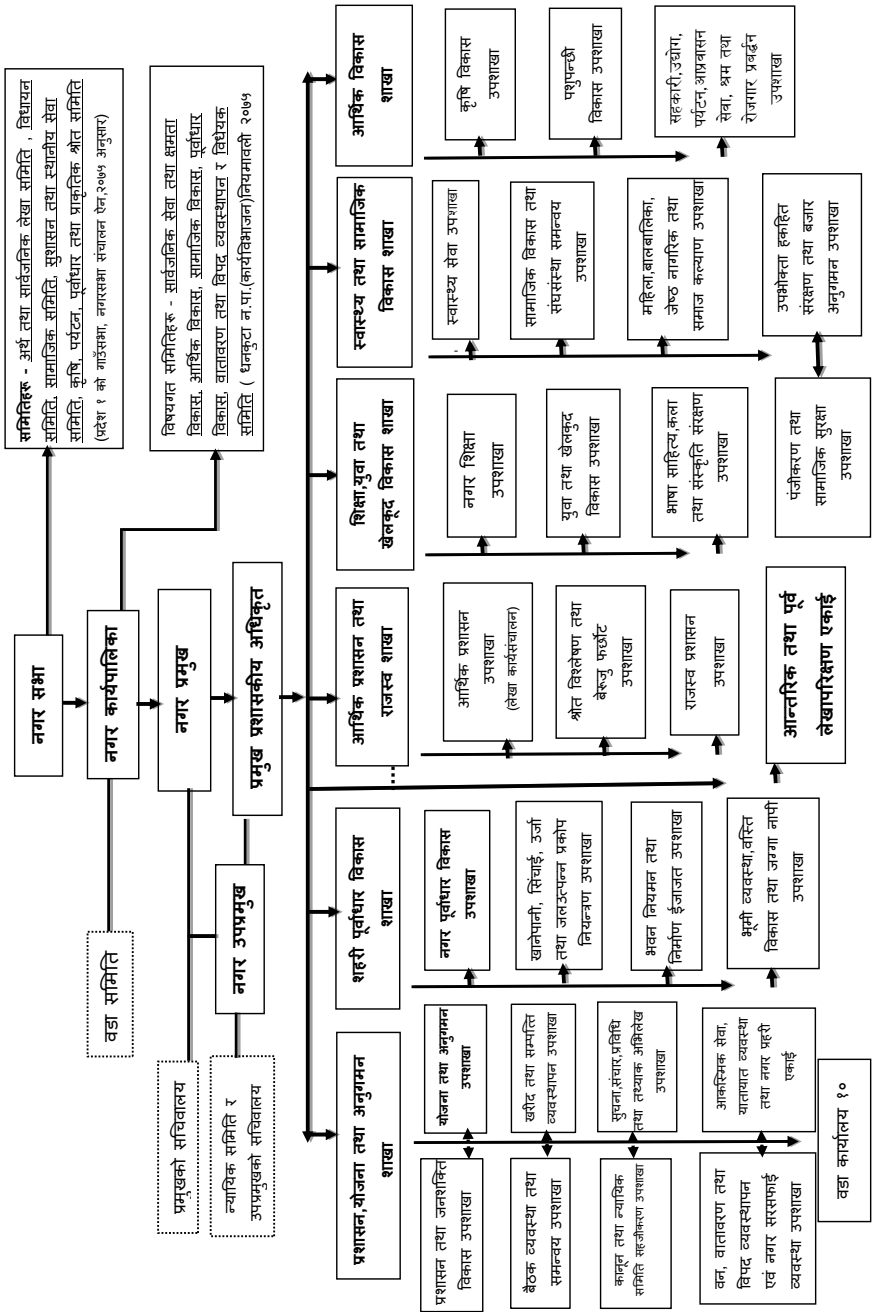 नगर सभा
समितिहरू - अर्थ तथा सार्वजनिक लेखा समिति , विधायन
समिति, सामाजिक समिति, सुशासन तथा स्थानीय सेवा
समिति, कृषि, पर्यटन, पूर्वाधार तथा प्राकृतिक श्रोत समिति
(प्रदेश १ को गाउँसभा, नगरसभा संचालन ऐन,२०७५ अनुसार)
नगर कार्यपालिका
विषयगत समितिहरू - सार्वजनिक सेवा तथा क्षमता
विकास, आर्थिक विकास, सामाजिक विकास, पूर्वाधार
विकास, वातावरण तथा विपद व्यवस्थापन र विधेयक
समिति ( धनकुटा न.पा.(कार्यविभाजन)नियमावली २०७५
वडा समिति
नगर प्रमुख
प्रमुखको सचिवालय
प्रमुख प्रशासकीय अधिकृत
नगर उपप्रमुख
न्यायिक समिति र
उपप्रमुखको सचिवालय
प्रशासन,योजना तथा अनुगमन
शाखा
शहरी पूर्वाधार विकास
शाखा
आर्थिक प्रशासन तथा
राजस्व शाखा
शिक्षा,युवा तथा
खेलकूद विकास शाखा
स्वास्थ्य तथा सामाजिक
विकास शाखा
आर्थिक विकास
शाखा
प्रशासन तथा जनशक्ति
विकास उपशाखा
योजना तथा अनुगमन
उपशाखा
बैठक व्यवस्था तथा
समन्वय उपशाखा
खरीद तथा सम्पत्ति
व्यवस्थापन उपशाखा
कानून तथा न्यायिक
समिति सहजीकरण उपशाखा
सुचना,संचार,प्रविधि
तथा तथ्याक अभिलेख
उपशाखा
वन, वातावरण तथा
विपद व्यवस्थापन
एवं नगर सरसफाई
व्यवस्था उपशाखा
आकस्मिक सेवा,
यातायात व्यवस्था
तथा नगर प्रहरी
एकाई
वडा कार्यालय १०
नगर पूर्वाधार विकास
उपशाखा
खानेपानी, सिंचाई, उर्जा
तथा जलउत्पन्न प्रकोप
नियन्त्रण उपशाखा
भवन नियमन तथा
निर्माण ईजाजत उपशाखा
भूमी व्यवस्था,वस्ति
विकास तथा जग्गा नापी
उपशाखा
आर्थिक प्रशासन
उपशाखा
(लेखा कार्यसंचालन)
श्रोत विश्लेषण तथा
बेरूजु फर्छौट
उपशाखा
राजस्व प्रशासन
उपशाखा
आन्तरिक तथा पूर्व
लेखापरिक्षण एकाई
नगर शिक्षा
उपशाखा
युवा तथा खेलकुद
विकास उपशाखा
भाषा साहित्य,कला
तथा संस्कृति संरक्षण
उपशाखा
पंजीकरण तथा
सामाजिक सुरक्षा
उपशाखा
स्वास्थ्य सेवा उपशाखा
सामाजिक विकास तथा
संघसंस्था समन्वय
उपशाखा
महिला,बालबालिका,
जेष्ठ नागरिक तथा
समाज कल्याण उपशाखा
उपभोक्ता हकहित
संरक्षण तथा बजार
अनुगमन उपशाखा
कृषि विकास
उपशाखा
पशुपन्छी
विकास उपशाखा
सहकारी,उद्योग,
पर्यटन,आप्रवासन
सेवा, श्रम तथा
रोजगार प्रबर्द्धन
उपशाखा